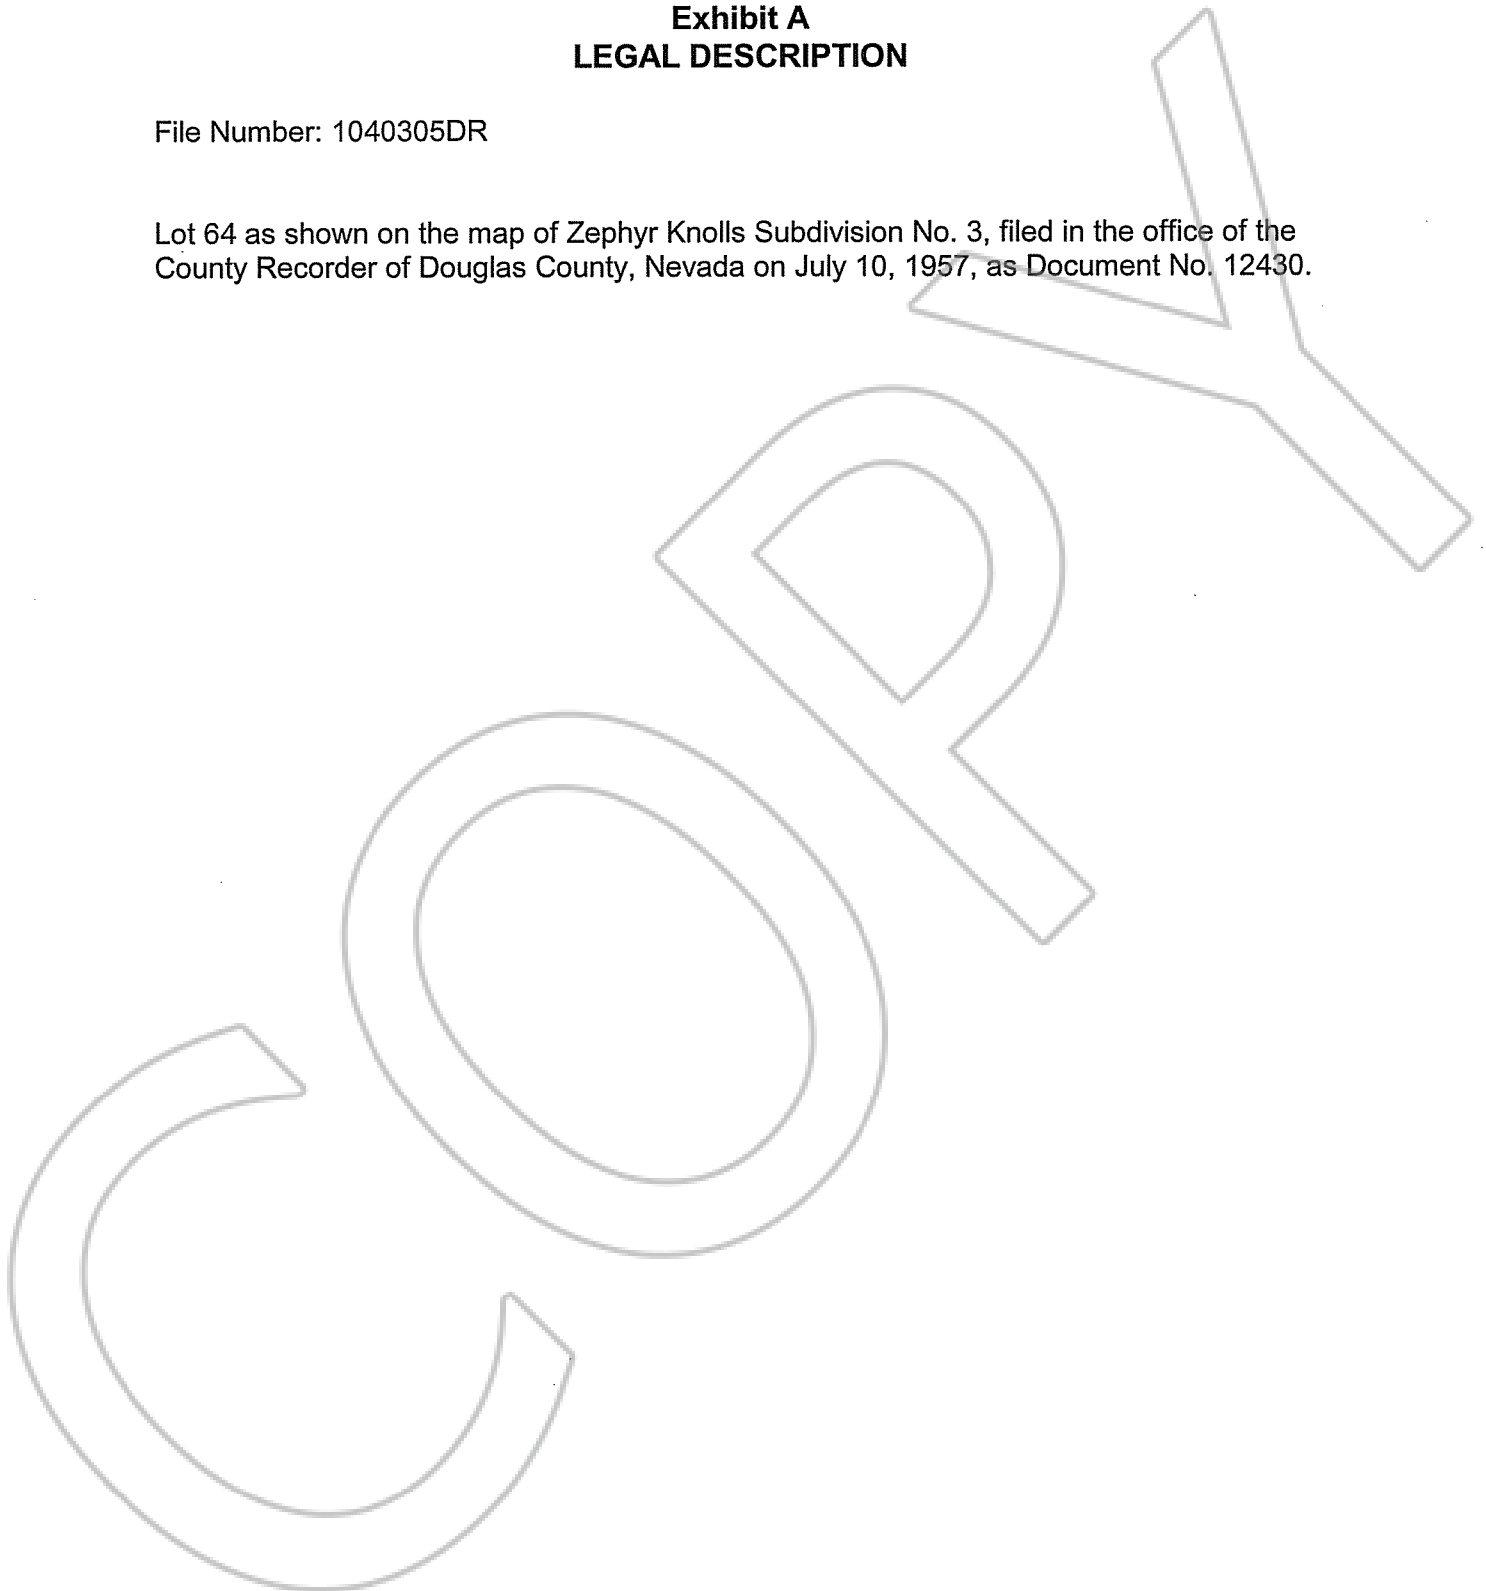 Exhibit A
LEGAL DESCRIPTION
File Number: 1040305DR
Lot 64 as shown on the map of Zephyr Knolls Subdivision No. 3, filed in the office of the
County Recorder of Douglas County, Nevada on July 10, 1957, as Document No. 12430.
COPY